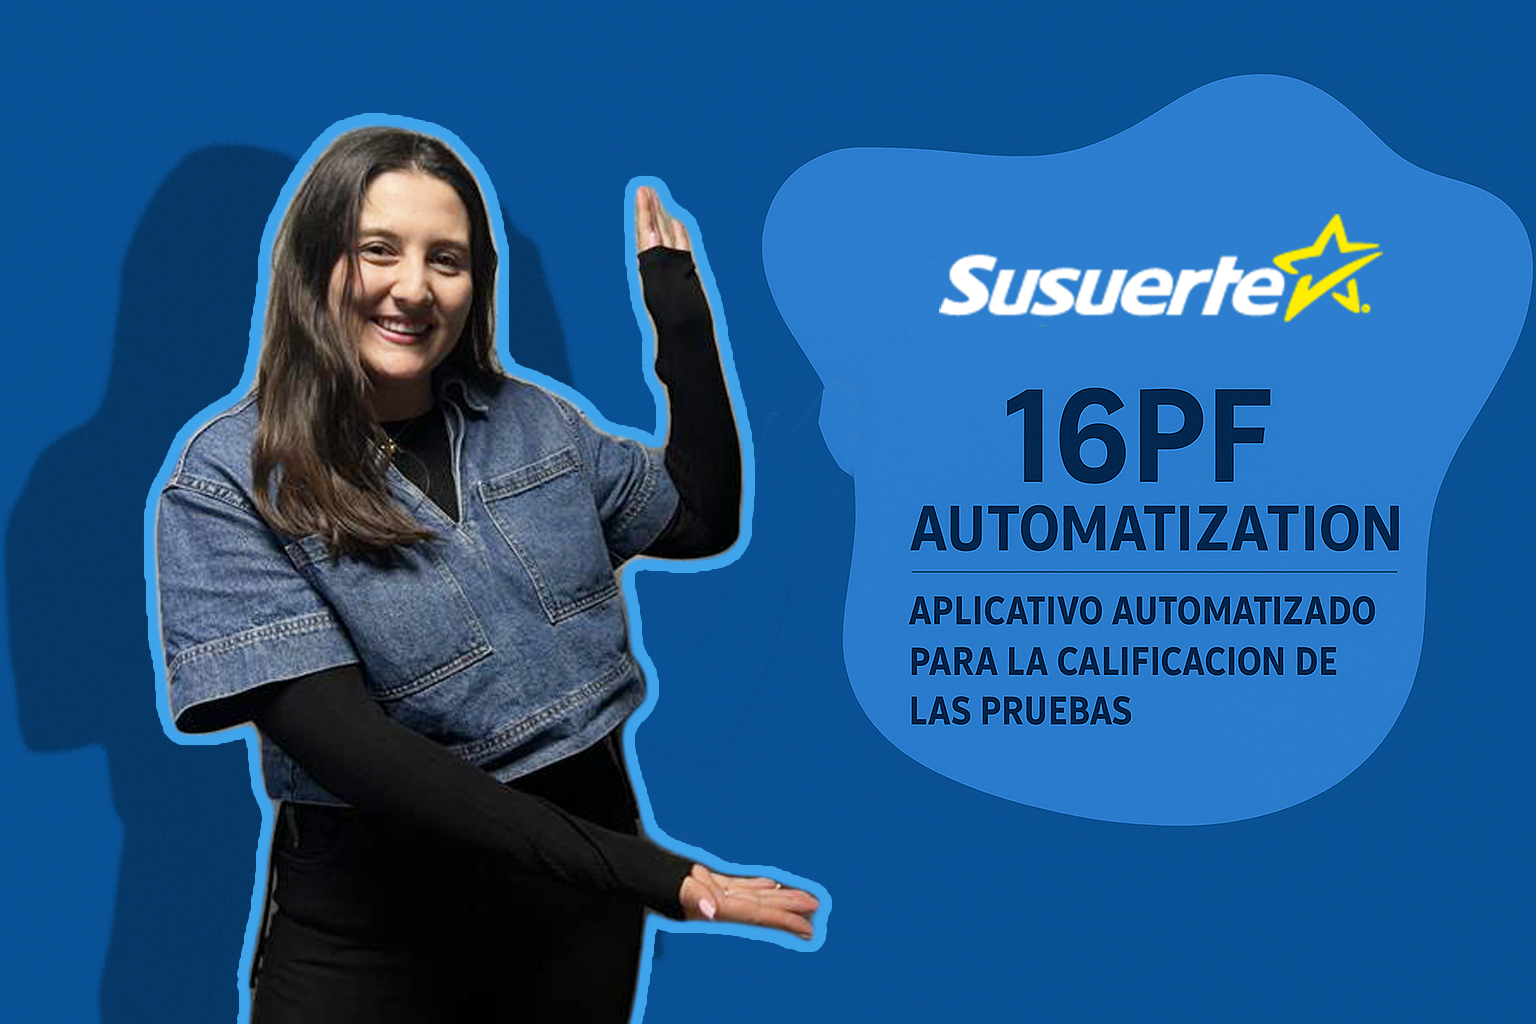 Susuerte
16PF
AUTOMATIZATION
APLICATIVO AUTOMATIZADO
PARA LA CALIFICACION DE
LAS PRUEBAS